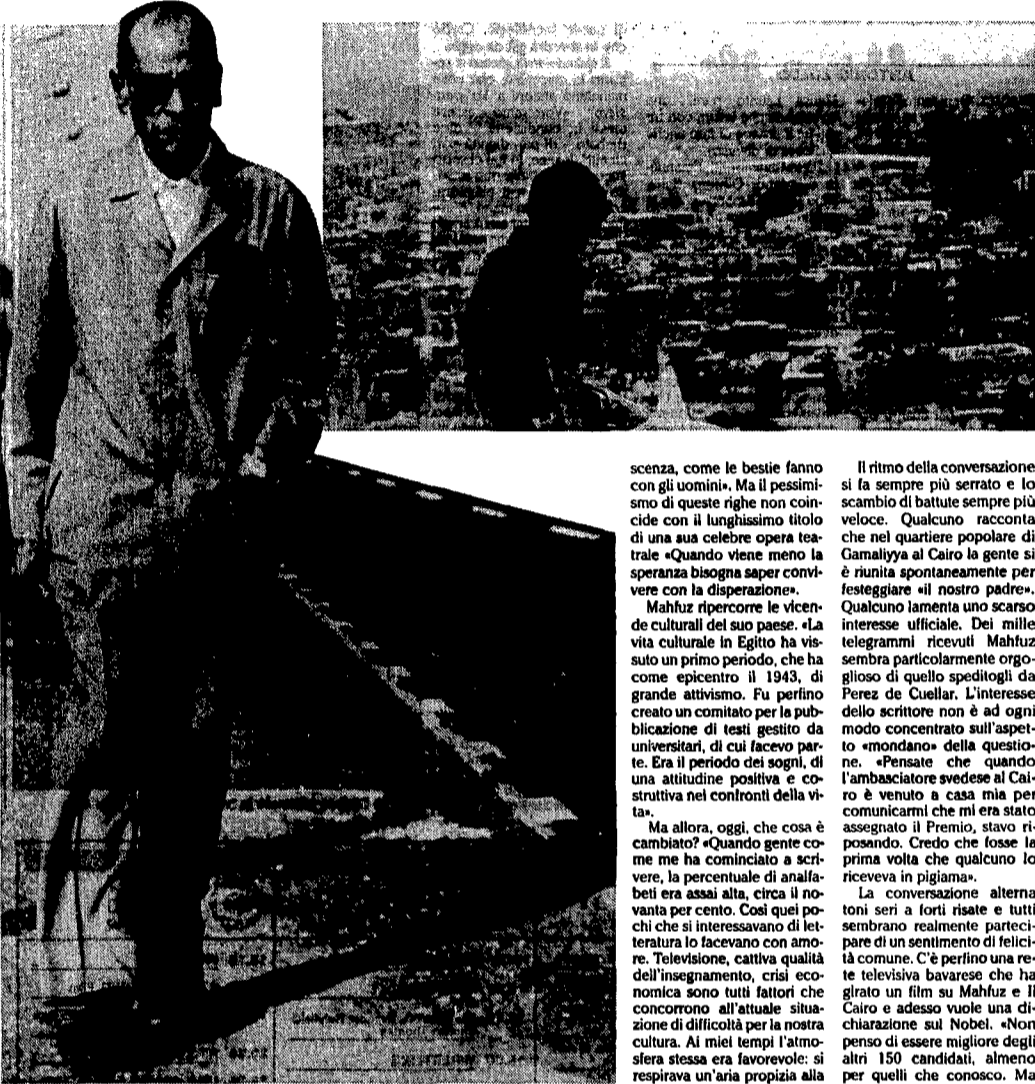 scenza, come le bestie fanno
con gli uomini». Ma il pessimi-
smo di queste righe non coin-
cide con il lunghissimo titolo
di una sua celebre opera tea-
trale «Quando viene meno la
speranza bisogna saper convi-
vere con la disperazione».
Mahfuz ripercorre le vicen-
de culturali del suo paese. «La
vita culturale in Egitto ha vis-
suto un primo periodo, che ha
come epicentro il 1943, di
grande attivismo. Fu perfino
creato un comitato per la pub-
blicazione di testi gestito da
universitari, di cui facevo par-
te. Era il periodo dei sogni, di
una attitudine positiva e co-
struttiva nei confronti della vi-
ta».
Ma allora, oggi, che cosa è
cambiato? «Quando gente co-
me me ha cominciato a scri-
vere, la percentuale di analfa-
beti era assai alta, circa il no-
vanta per cento. Così quei po-
chi che si interessavano di let-
teratura lo facevano con amo-
re. Televisione, cattiva qualità
dell'insegnamento, crisi eco-
nomica sono tutti fattori che
concorrono all'attuale situa-
zione di difficoltà per la nostra
cultura. Ai miei tempi l'atmo-
sfera stessa era favorevole: si
respirava un'aria propizia alla
Il ritmo della conversazione
si fa sempre più serrato e lo
scambio di battute sempre più
veloce. Qualcuno racconta
che nel quartiere popolare di
Gamaliyya al Cairo la gente si
è riunita spontaneamente per
festeggiare «il nostro padre».
Qualcuno lamenta uno scarso
interesse ufficiale. Dei mille
telegrammi ricevuti Mahfuz
sembra particolarmente orgo-
glioso di quello speditogli da
Perez de Cuellar. L'interesse
dello scrittore non è ad ogni
modo concentrato sull'aspet-
to «mondano» della questio-
ne. «Pensate che quando
l'ambasciatore svedese al Cai-
ro è venuto a casa mia per
comunicarmi che mi era stato
assegnato il Premio, stavo ri-
posando. Credo che fosse la
prima volta che qualcuno lo
riceveva in pigiama».
La conversazione alterna
toni seri a forti risate e tutti
sembrano realmente parteci-
pare di un sentimento di felici-
tà comune. C'è perfino una re-
te televisiva bavarese che ha
girato un film su Mahfuz e Il
Cairo e adesso vuole una di-
chiarazione sul Nobel. «Non
penso di essere migliore degli
altri 150 candidati, almeno
per quelli che conosco. Ma